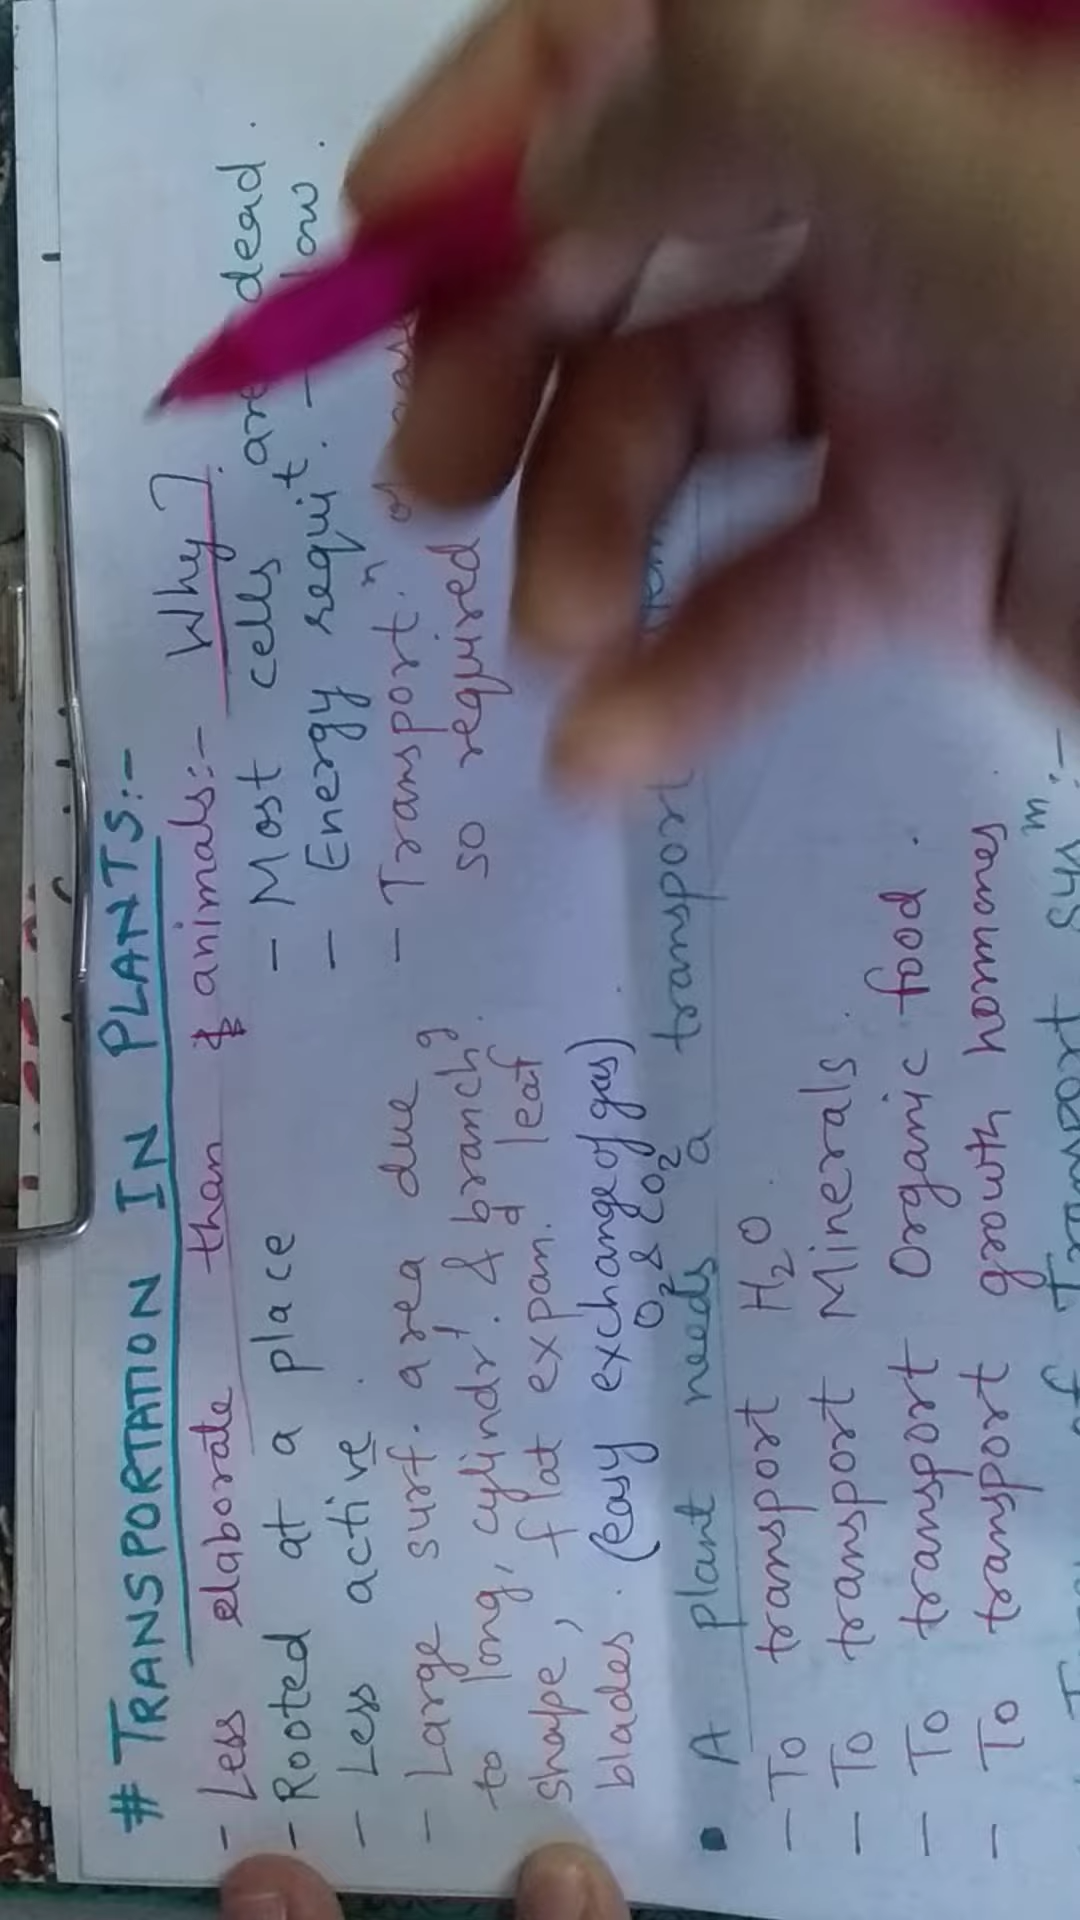 # TRANSPORTATION IN PLANTS:-
- Less elaborate than animals:- Why?
- Rooted at a place
- Less active.
- Large surf. area due
to long, cylindr^l. & branch^g.
shape, flat expan.^d leaf
blades. (easy exchange of gas)
O2 & CO2
- Most cells are dead.
- Energy requi^t. - low.
- Transport.^n of
so required
• A plant needs a transport
- To transport H2O.
- To transport Minerals.
- To transport Organic food.
- To transport growth hormones